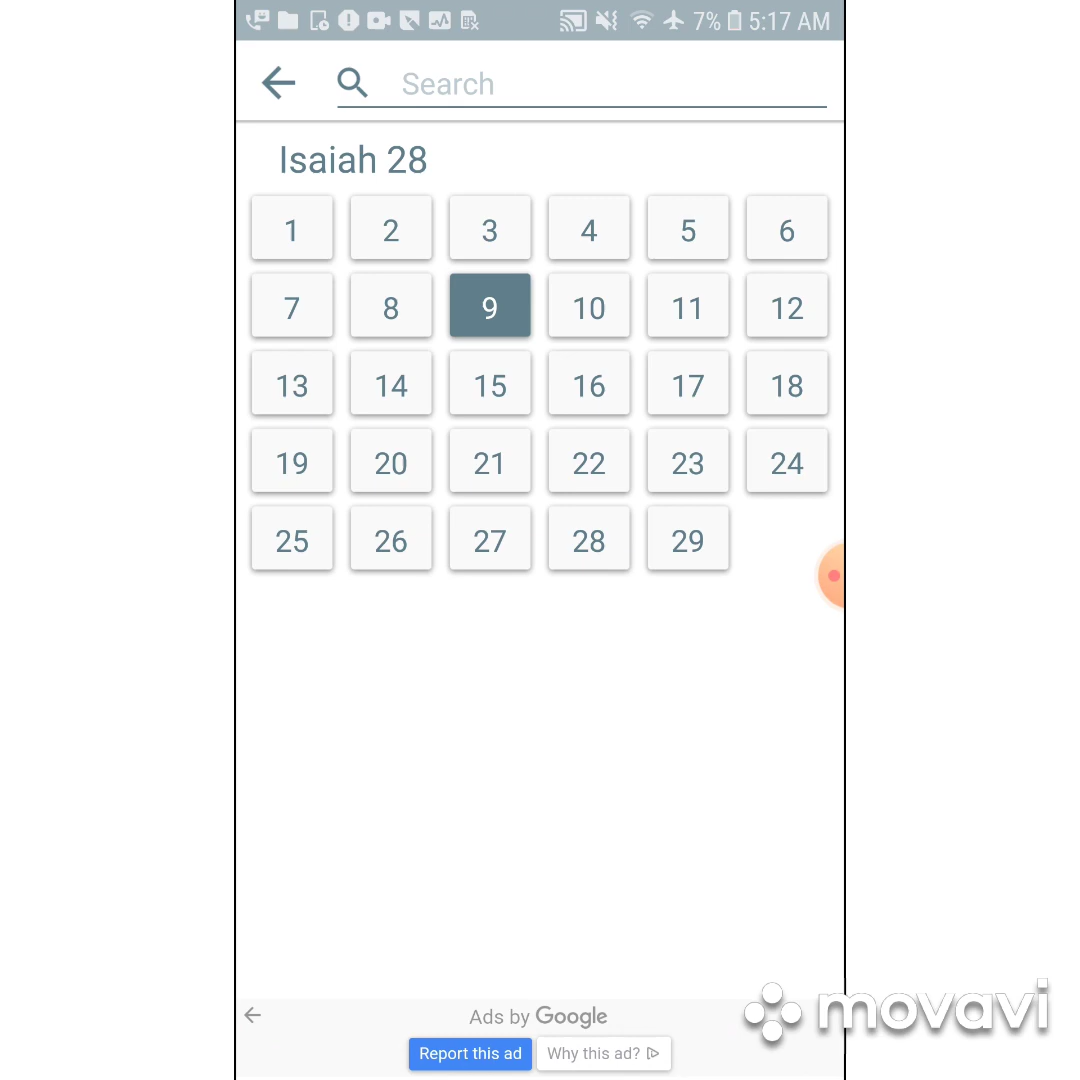 7% 5:17 AM
Search
Isaiah 28
1 2 3 4 5 6
7 8 9 10 11 12
13 14 15 16 17 18
19 20 21 22 23 24
25 26 27 28 29
Ads by Google
movavi
Report this ad Why this ad?